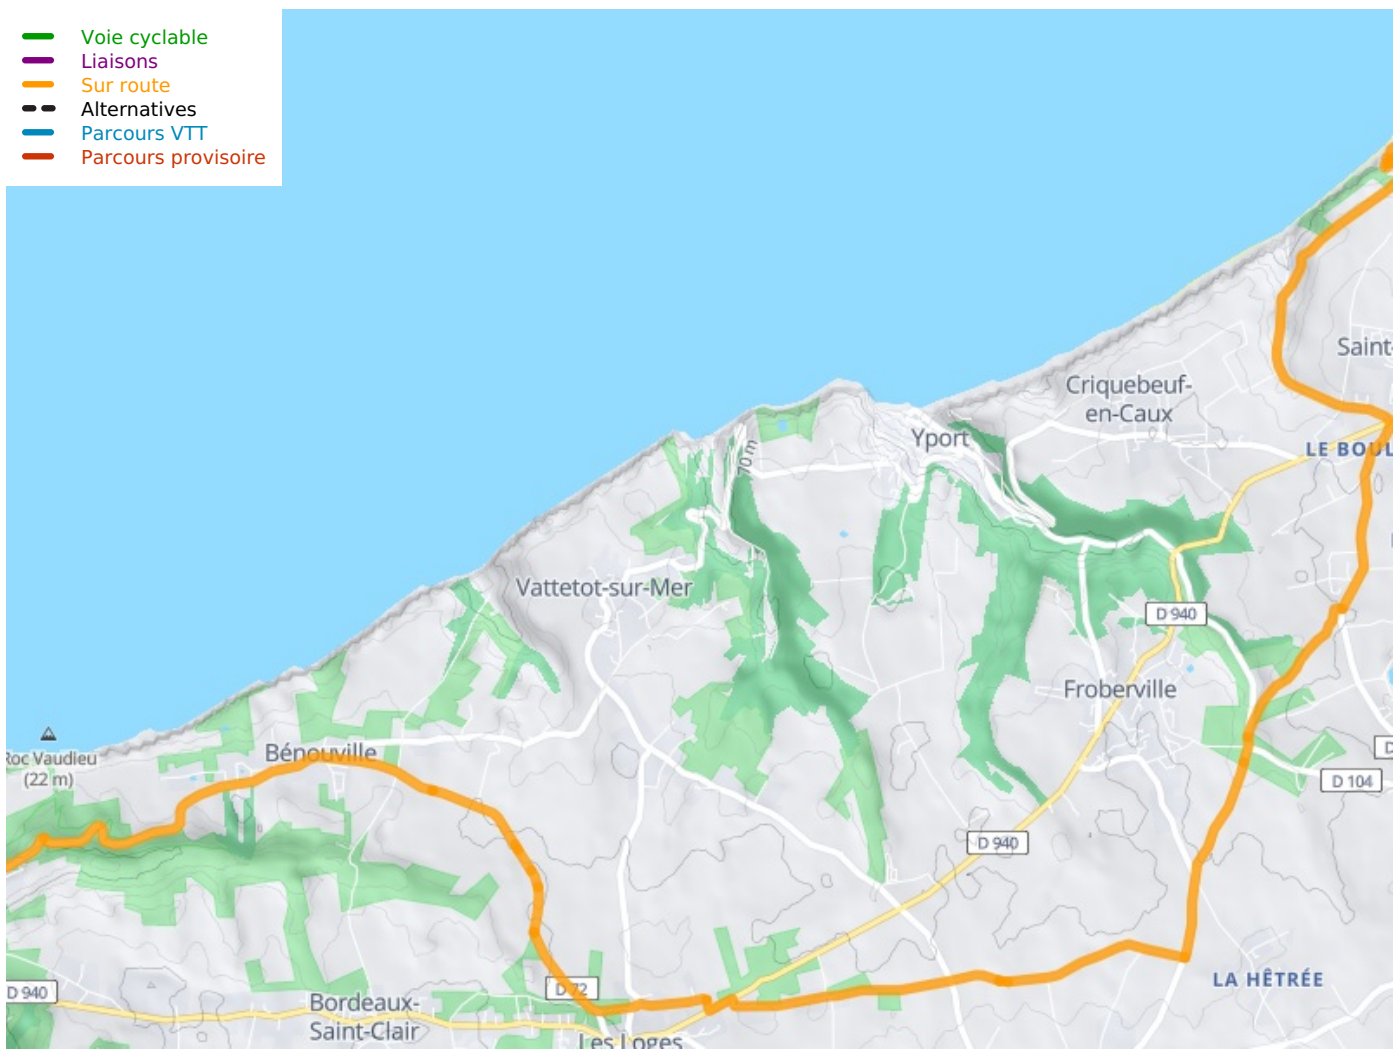 Voie cyclable
Liaisons
Sur route
Alternatives
Parcours VTT
Parcours provisoire
Saint-
Criquebeuf-
en-Caux
Yport
LE BOUL
70 m
Vattetot-sur-Mer
D 940
Froberville
Roc Vaudieu
(22 m)
Bénouville
D 104
D 940
LA HÊTRÉE
D 940
D 72
Bordeaux-
Saint-Clair
Les Loges